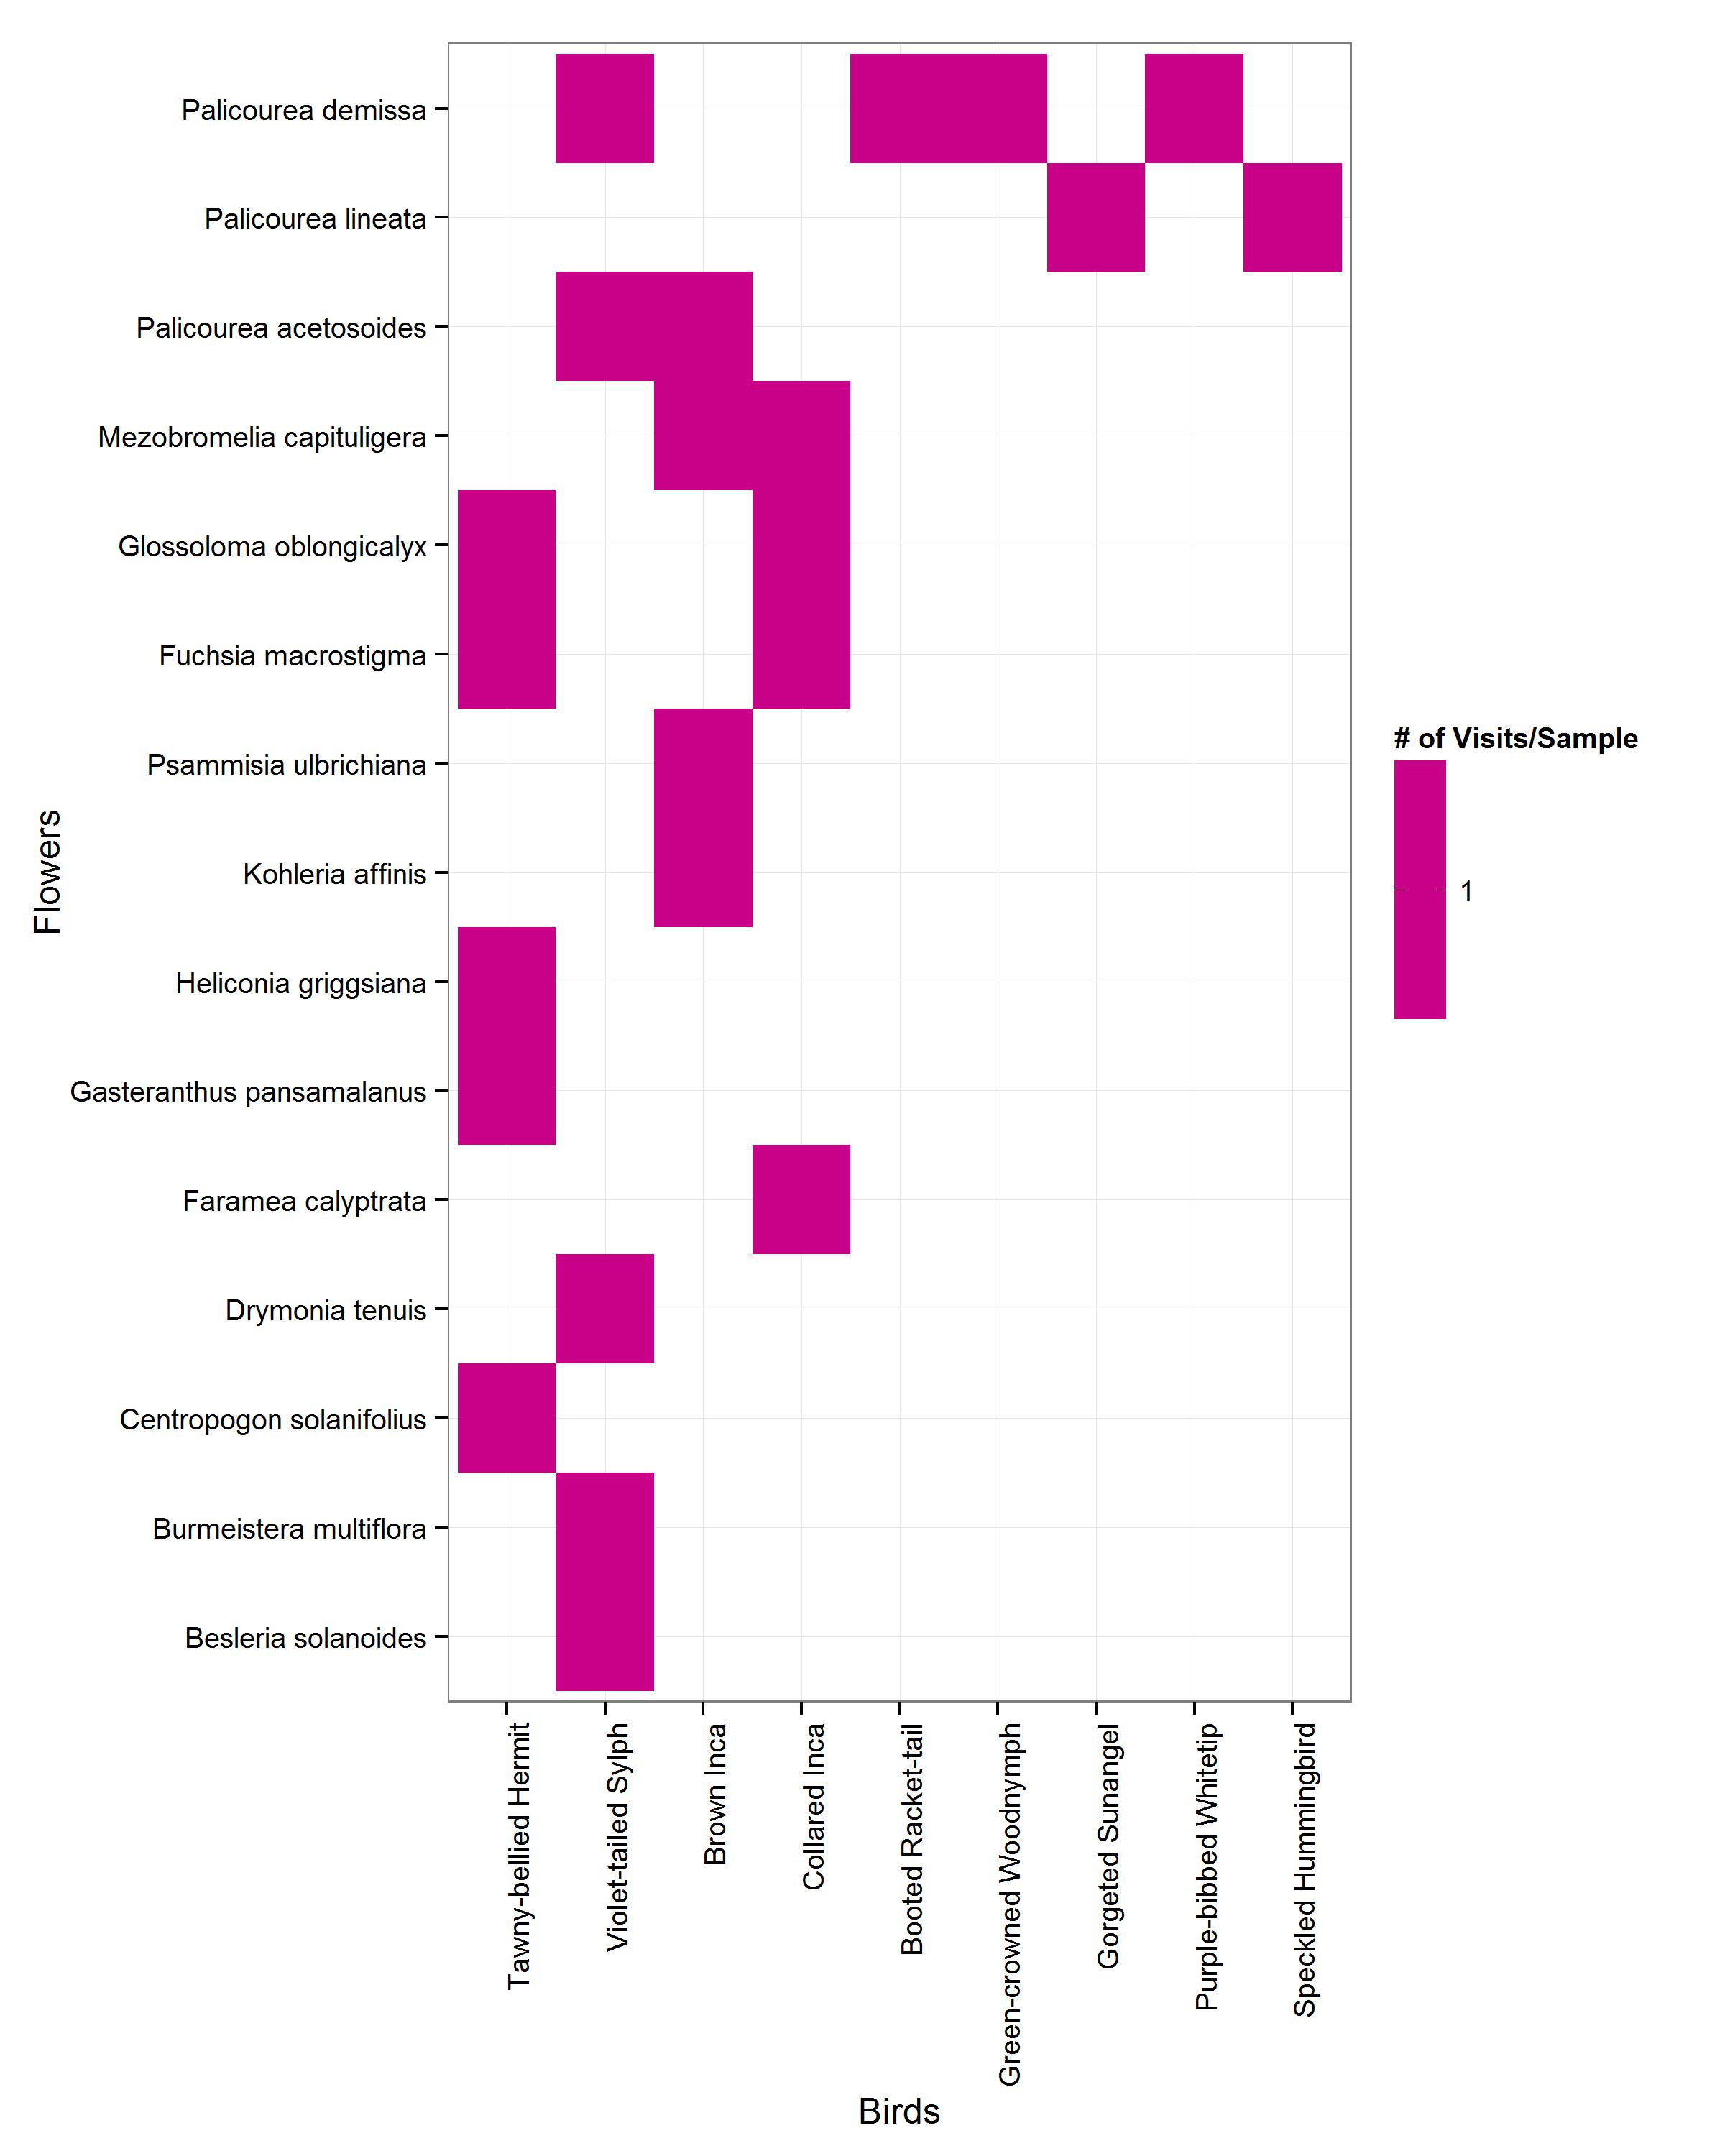 Palicourea demissa
Palicourea lineata
Palicourea acetosoides
Mezobromelia capituligera
Glossoloma oblongicalyx
Fuchsia macrostigma
Psammisia ulbrichiana
Kohleria affinis
Heliconia griggsiana
Gasteranthus pansamalanus
Faramea calyptrata
Drymonia tenuis
Centropogon solanifolius
Burmeistera multiflora
Besleria solanoides
Flowers
# of Visits/Sample
1
Tawny-bellied Hermit
Violet-tailed Sylph
Brown Inca
Collared Inca
Booted Racket-tail
Green-crowned Woodnymph
Gorgeted Sunangel
Purple-bibbed Whitetip
Speckled Hummingbird
Birds